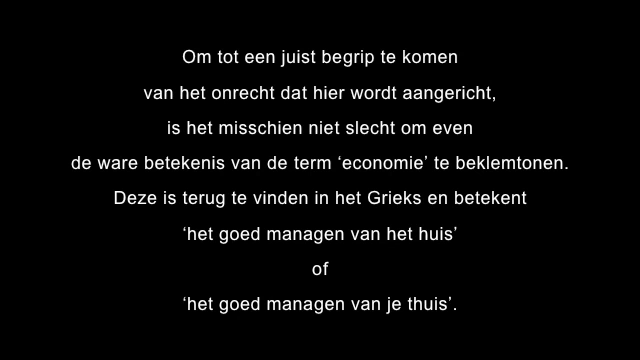 Om tot een juist begrip te komen
van het onrecht dat hier wordt aangericht,
is het misschien niet slecht om even
de ware betekenis van de term ‘economie’ te beklemtonen.
Deze is terug te vinden in het Grieks en betekent
‘het goed managen van het huis’
of
‘het goed managen van je thuis’.